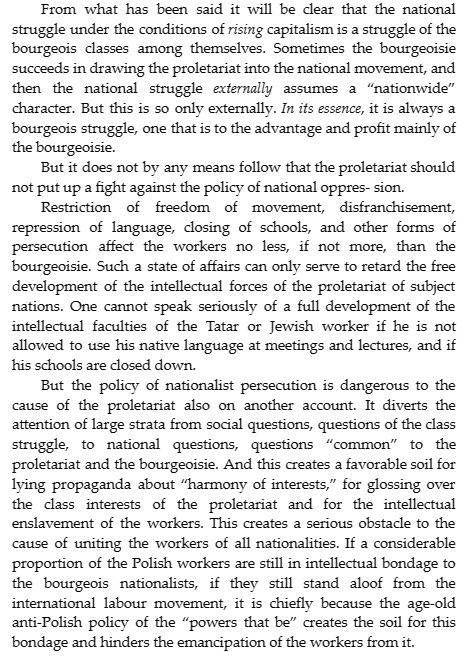 From what has been said it will be clear that the national
struggle under the conditions of rising capitalism is a struggle of the
bourgeois classes among themselves. Sometimes the bourgeoisie
succeeds in drawing the proletariat into the national movement, and
then the national struggle externally assumes a “nationwide”
character. But this is so only externally. In its essence, it is always a
bourgeois struggle, one that is to the advantage and profit mainly of
the bourgeoisie.
But it does not by any means follow that the proletariat should
not put up a fight against the policy of national oppres- sion.
Restriction of freedom of movement, disfranchisement,
repression of language, closing of schools, and other forms of
persecution affect the workers no less, if not more, than the
bourgeoisie. Such a state of affairs can only serve to retard the free
development of the intellectual forces of the proletariat of subject
nations. One cannot speak seriously of a full development of the
intellectual faculties of the Tatar or Jewish worker if he is not
allowed to use his native language at meetings and lectures, and if
his schools are closed down.
But the policy of nationalist persecution is dangerous to the
cause of the proletariat also on another account. It diverts the
attention of large strata from social questions, questions of the class
struggle, to national questions, questions “common” to the
proletariat and the bourgeoisie. And this creates a favorable soil for
lying propaganda about “harmony of interests,” for glossing over
the class interests of the proletariat and for the intellectual
enslavement of the workers. This creates a serious obstacle to the
cause of uniting the workers of all nationalities. If a considerable
proportion of the Polish workers are still in intellectual bondage to
the bourgeois nationalists, if they still stand aloof from the
international labour movement, it is chiefly because the age-old
anti-Polish policy of the “powers that be” creates the soil for this
bondage and hinders the emancipation of the workers from it.